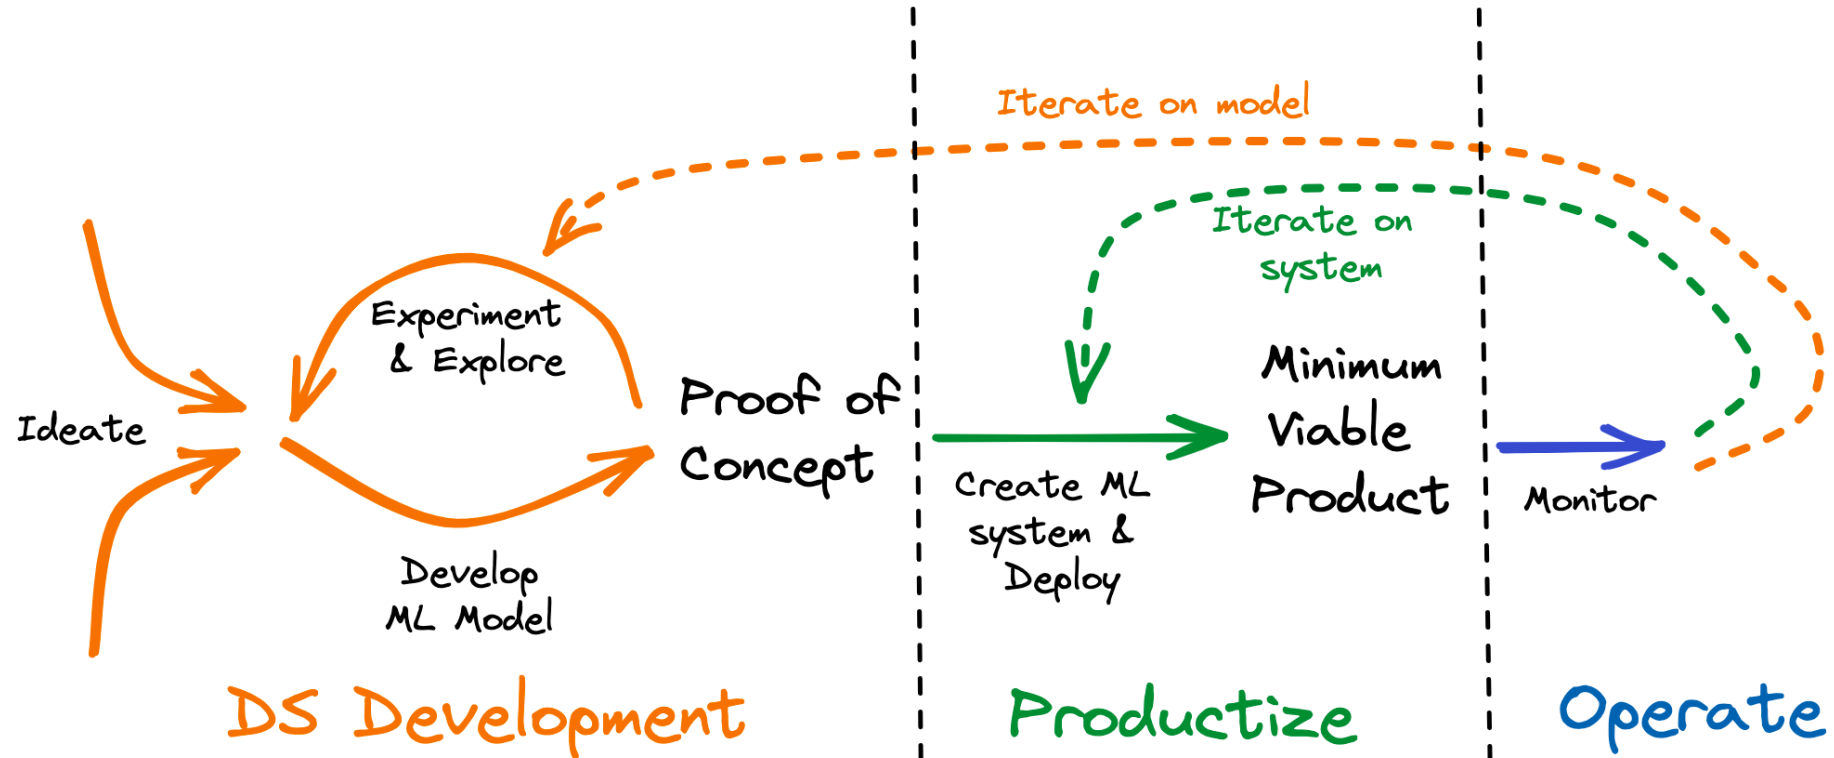 Iterate on model
Iterate on
system
Experiment
& Explore
Ideate
Proof of
Concept
Develop
ML Model
Create ML
system &
Deploy
Minimum
Viable
Product
Monitor
DS Development
Productize
Operate